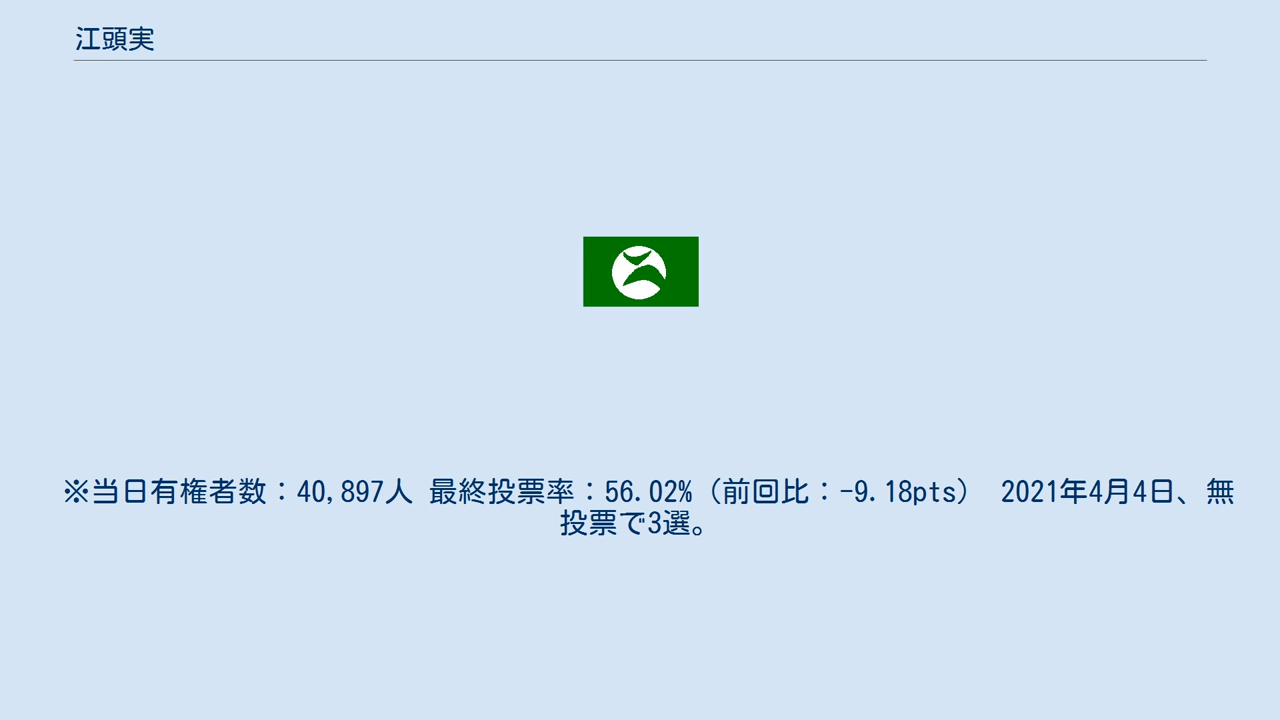 江頭実
※当日有権者数：40,897人 最終投票率：56.02%（前回比：-9.18pts） 2021年4月4日、無
投票で3選。